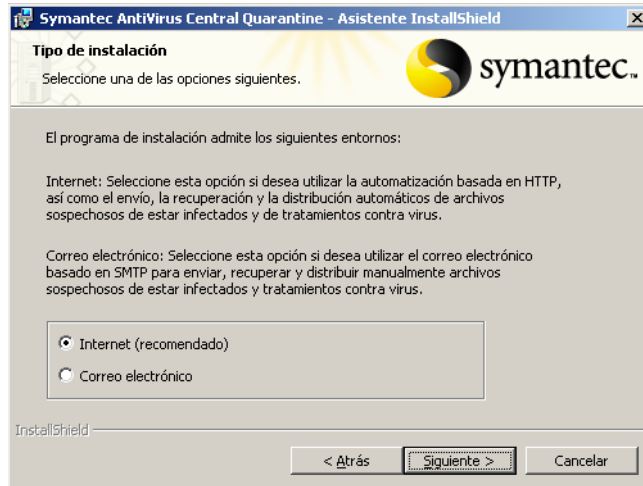 Symantec AntiVirus Central Quarantine - Asistente InstallShield
Tipo de instalación
Seleccione una de las opciones siguientes.
symantec.
El programa de instalación admite los siguientes entornos:
Internet: Seleccione esta opción si desea utilizar la automatización basada en HTTP,
así como el envío, la recuperación y la distribución automáticos de archivos
sospechosos de estar infectados y de tratamientos contra virus.
Correo electrónico: Seleccione esta opción si desea utilizar el correo electrónico
basado en SMTP para enviar, recuperar y distribuir manualmente archivos
sospechosos de estar infectados y tratamientos contra virus.
Internet (recomendado)
Correo electrónico
InstallShield
< Atrás Siguiente > Cancelar